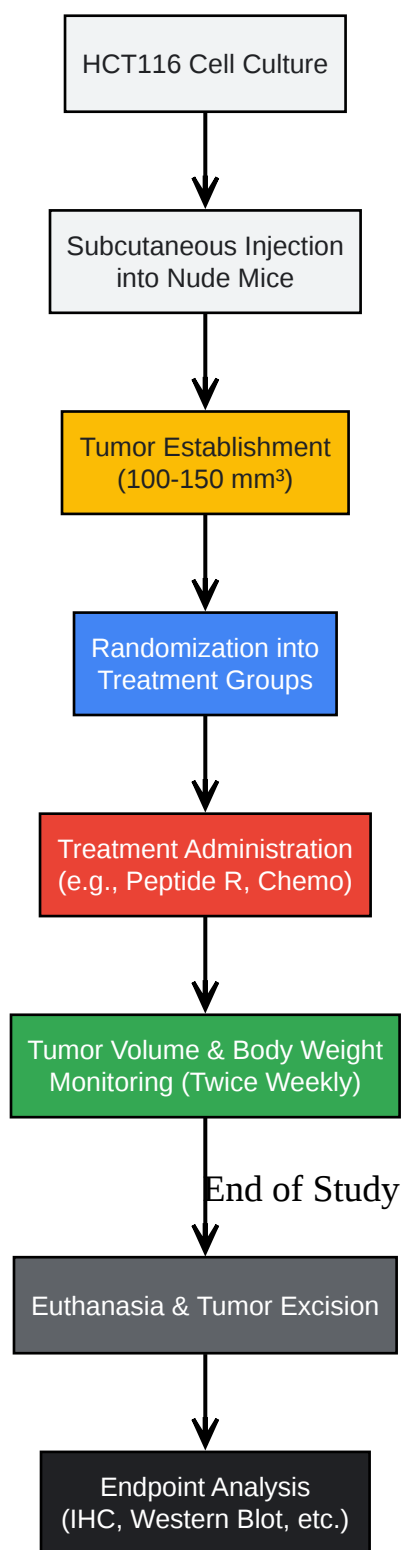 HCT116 Cell Culture
Subcutaneous Injection
into Nude Mice
Tumor Establishment
(100-150 mm³)
Randomization into
Treatment Groups
Treatment Administration
(e.g., Peptide R, Chemo)
Tumor Volume & Body Weight
Monitoring (Twice Weekly)
End of Study
Euthanasia & Tumor Excision
Endpoint Analysis
(IHC, Western Blot, etc.)